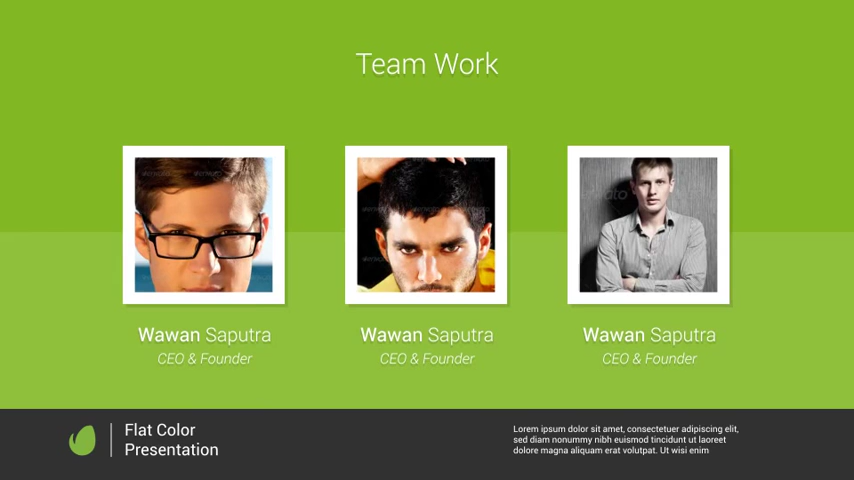 Team Work
Wawan Saputra
CEO & Founder
Wawan Saputra
CEO & Founder
Wawan Saputra
CEO & Founder
Flat Color
Presentation
Lorem ipsum dolor sit amet, consectetuer adipiscing elit,
sed diam nonummy nibh euismod tincidunt ut laoreet
dolore magna aliquam erat volutpat. Ut wisi enim